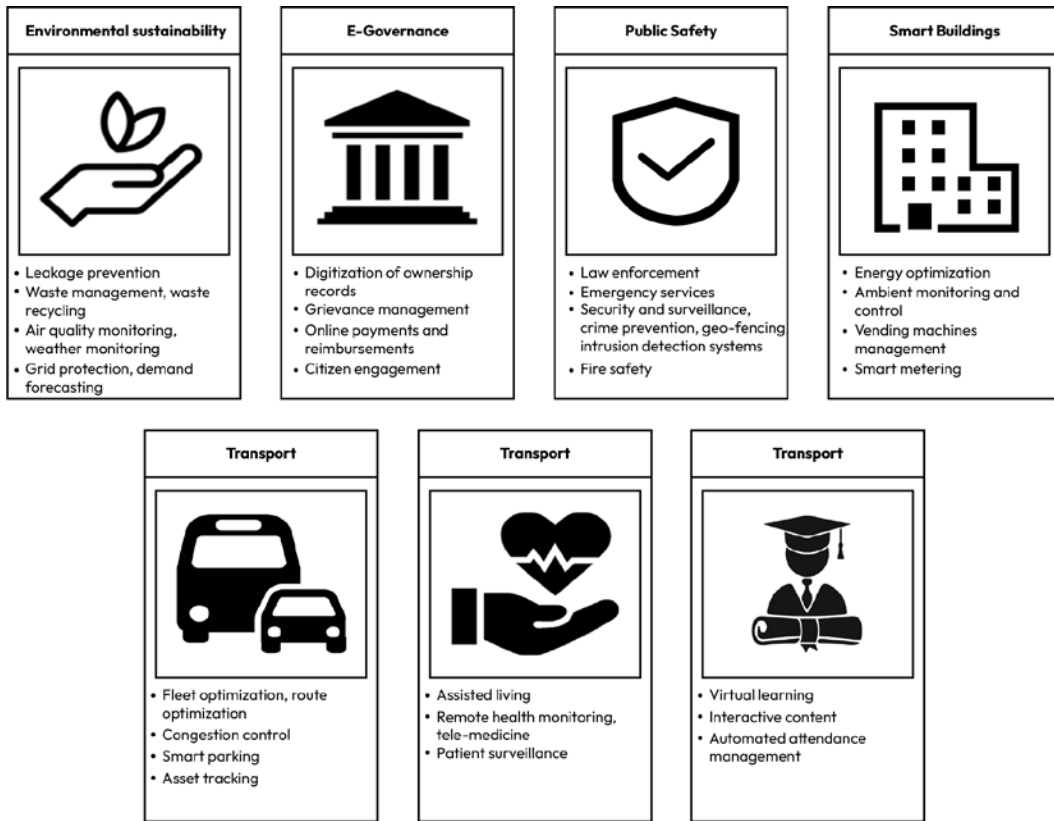 Environmental sustainability
• Leakage prevention
• Waste management, waste
recycling
• Air quality monitoring,
weather monitoring
• Grid protection, demand
forecasting
E-Governance
• Digitization of ownership
records
• Grievance management
• Online payments and
reimbursements
• Citizen engagement
Public Safety
• Law enforcement
• Emergency services
• Security and surveillance,
crime prevention, geo-fencing
intrusion detection systems
• Fire safety
Smart Buildings
• Energy optimization
• Ambient monitoring and
control
• Vending machines
management
• Smart metering
Transport
• Fleet optimization, route
optimization
• Congestion control
• Smart parking
• Asset tracking
Transport
• Assisted living
• Remote health monitoring,
tele-medicine
• Patient surveillance
Transport
• Virtual learning
• Interactive content
• Automated attendance
management